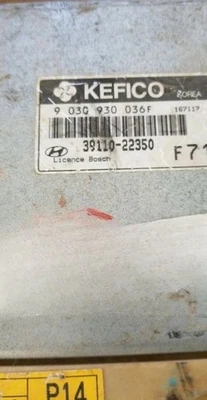 KEFICO
KOREA
9 030 930 036F 167117
39110-22350 F71
Licence Bosch
P14